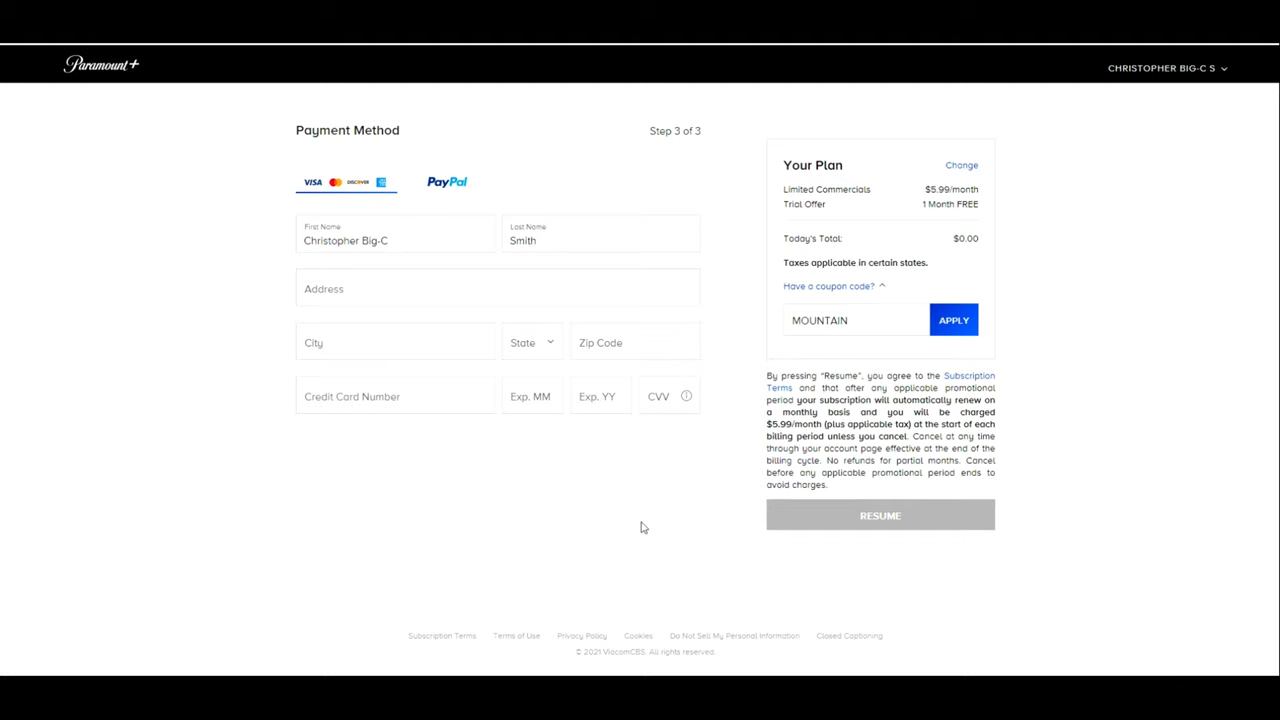 Paramount+
CHRISTOPHER BIG-C S
Payment Method
Step 3 of 3
VISA DISCOVER PayPal
First Name
Christopher Big-C
Last Name
Smith
Address
City
State
Zip Code
Credit Card Number
Exp. MM
Exp. YY
CVV
Your Plan
Change
Limited Commercials $5.99/month
Trial Offer 1 Month FREE
Today's Total: $0.00
Taxes applicable in certain states.
Have a coupon code?
MOUNTAIN
APPLY
By pressing "Resume", you agree to the Subscription
Terms and that after any applicable promotional
period your subscription will automatically renew on
a monthly basis and you will be charged
$5.99/month (plus applicable tax) at the start of each
billing period unless you cancel. Cancel at any time
through your account page effective at the end of the
billing cycle. No refunds for partial months. Cancel
before any applicable promotional period ends to
avoid charges.
RESUME
Subscription Terms Terms of Use Privacy Policy Cookies Do Not Sell My Personal Information Closed Captioning
© 2021 ViacomCBS. All rights reserved.